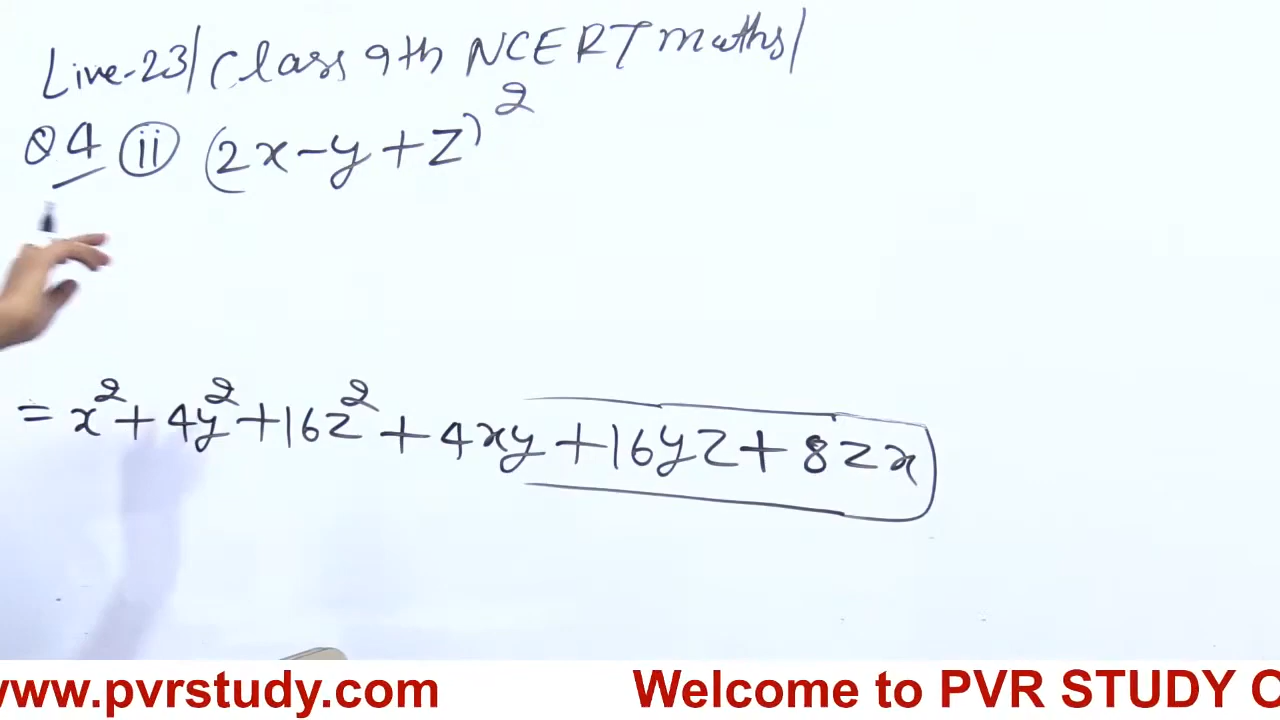 Live-23/Class 9th NCERT maths/
Q4 (ii) (2x-y+z)²
= x²+4y²+16z²+4xy+16yz+8zx
www.pvrstudy.com Welcome to PVR STUDY C